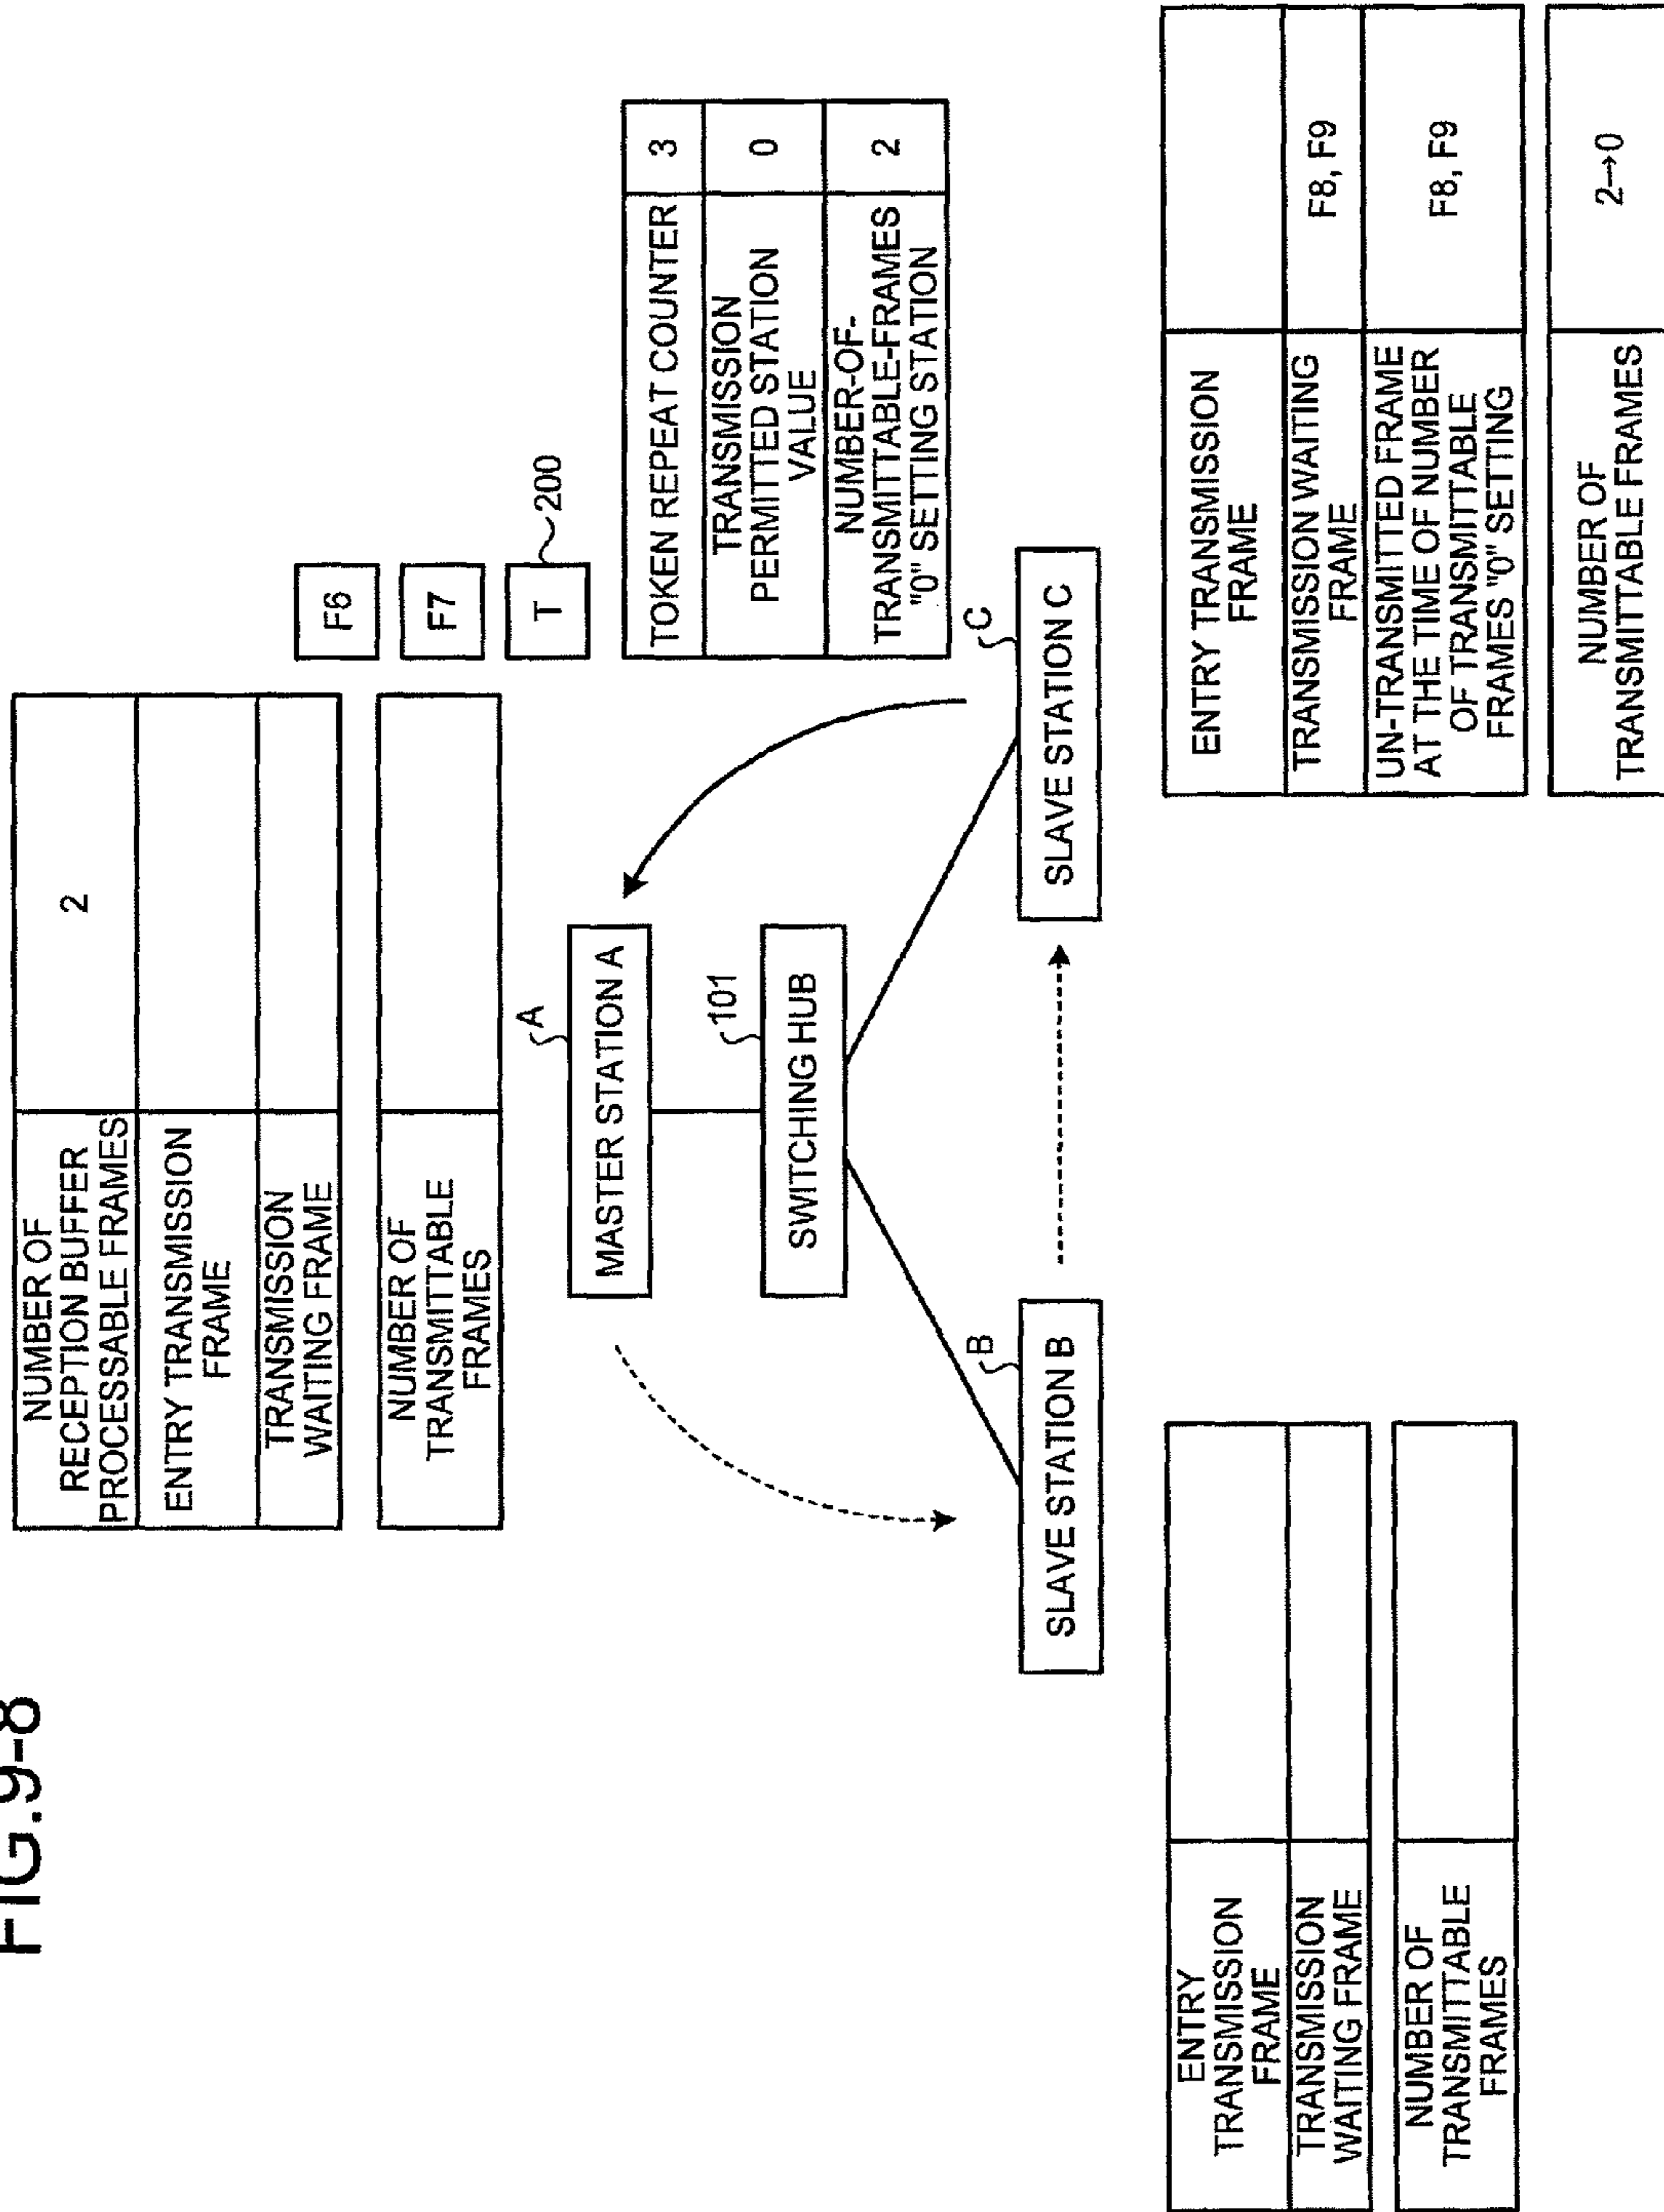 FIG.9-8
NUMBER OF
RECEPTION BUFFER
PROCESSABLE FRAMES
2
ENTRY TRANSMISSION
FRAME
TRANSMISSION
WAITING FRAME
NUMBER OF
TRANSMITTABLE
FRAMES
F6
F7
T
200
TOKEN REPEAT COUNTER
3
TRANSMISSION
PERMITTED STATION
VALUE
0
NUMBER-OF-
TRANSMITTABLE-FRAMES
"0" SETTING STATION
2
A
MASTER STATION A
101
SWITCHING HUB
B
SLAVE STATION B
C
SLAVE STATION C
ENTRY
TRANSMISSION
FRAME
TRANSMISSION
WAITING FRAME
NUMBER OF
TRANSMITTABLE
FRAMES
ENTRY TRANSMISSION
FRAME
TRANSMISSION WAITING
FRAME
F8, F9
UN-TRANSMITTED FRAME
AT THE TIME OF NUMBER
OF TRANSMITTABLE
FRAMES "0" SETTING
F8, F9
NUMBER OF
TRANSMITTABLE FRAMES
2→0